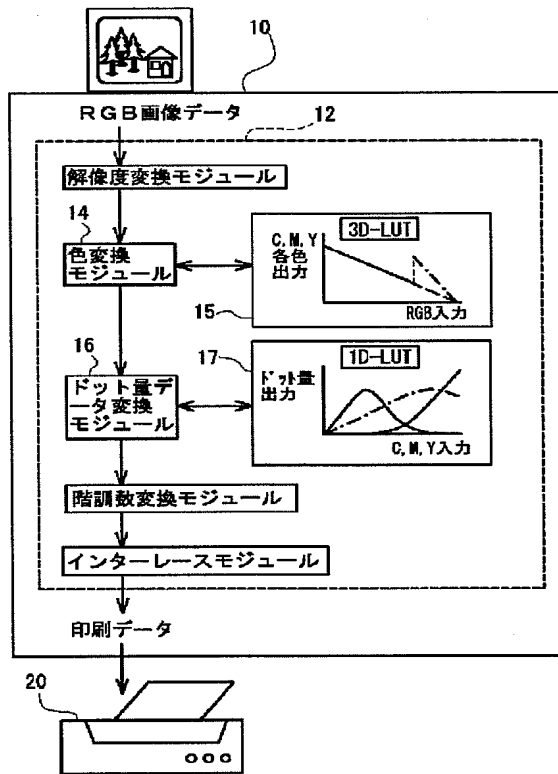 10
RGB画像データ
12
解像度変換モジュール
14
色変換
モジュール
C,M,Y
各色
出力
3D-LUT
RGB入力
15
16
ドット量デ
ータ変換
モジュール
17
ドット量
出力
1D-LUT
C,M,Y入力
階調数変換モジュール
インターレースモジュール
印刷データ
20